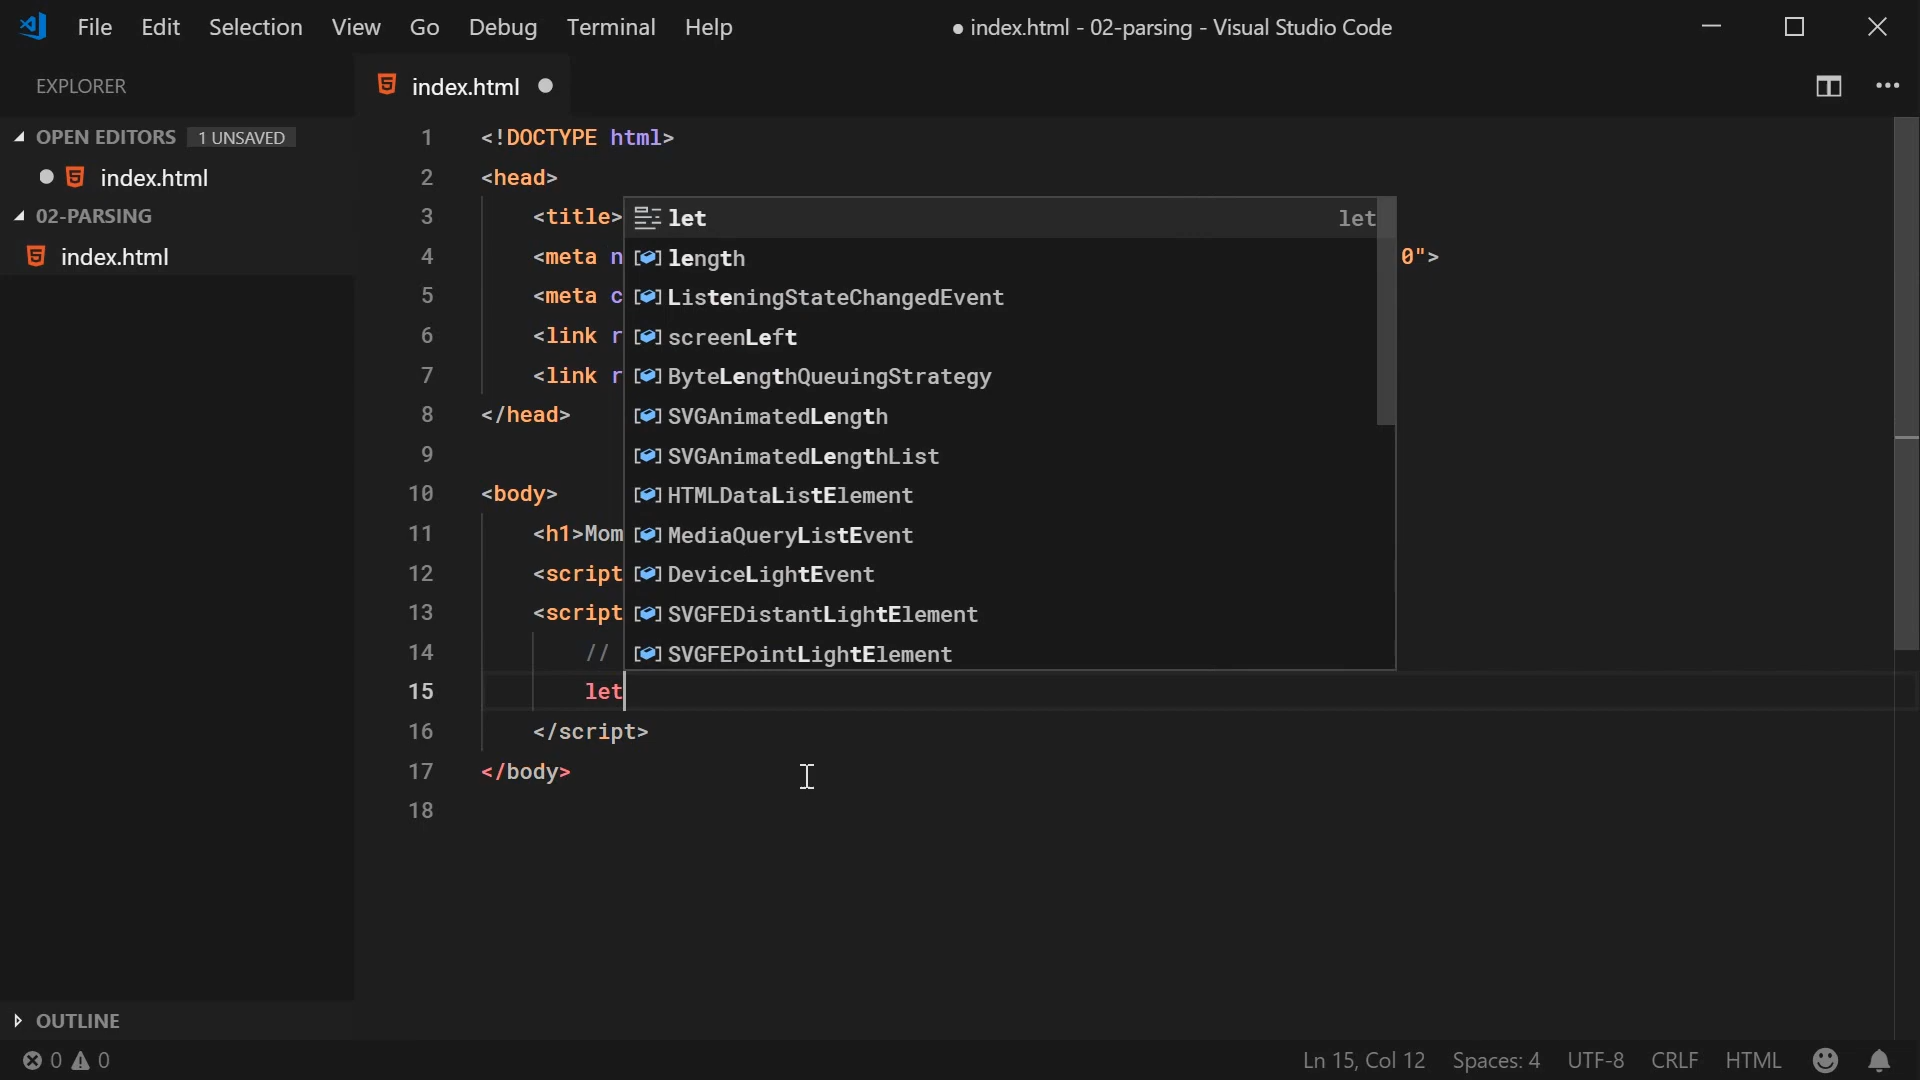 File Edit Selection View Go Debug Terminal Help
● index.html - 02-parsing - Visual Studio Code
EXPLORER
index.html
OPEN EDITORS 1 UNSAVED
index.html
02-PARSING
index.html
OUTLINE
1 <!DOCTYPE html>
2 <head>
3 <title>
4 <meta n 0">
5 <meta c
6 <link r
7 <link r
8 </head>
9
10 <body>
11 <h1>Mom
12 <script
13 <script
14 //
15 let
16 </script>
17 </body>
18
let let
length
ListeningStateChangedEvent
screenLeft
ByteLengthQueuingStrategy
SVGAnimatedLength
SVGAnimatedLengthList
HTMLDataListElement
MediaQueryListEvent
DeviceLightEvent
SVGFEDistantLightElement
SVGFEPointLightElement
0 0
Ln 15, Col 12 Spaces: 4 UTF-8 CRLF HTML